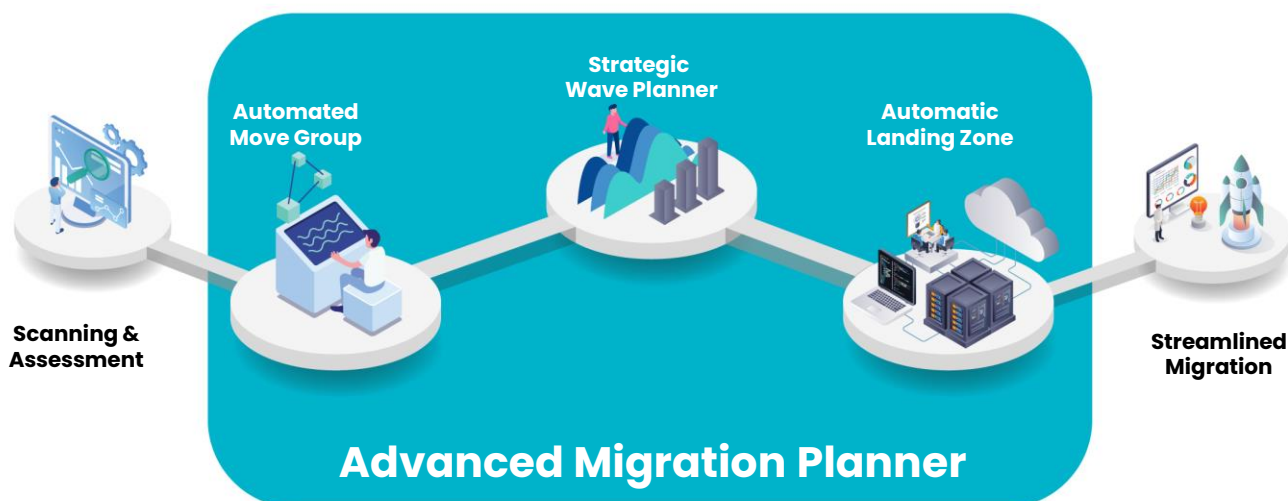 Scanning &
Assessment
Automated
Move Group
Strategic
Wave Planner
Automatic
Landing Zone
Streamlined
Migration
Advanced Migration Planner